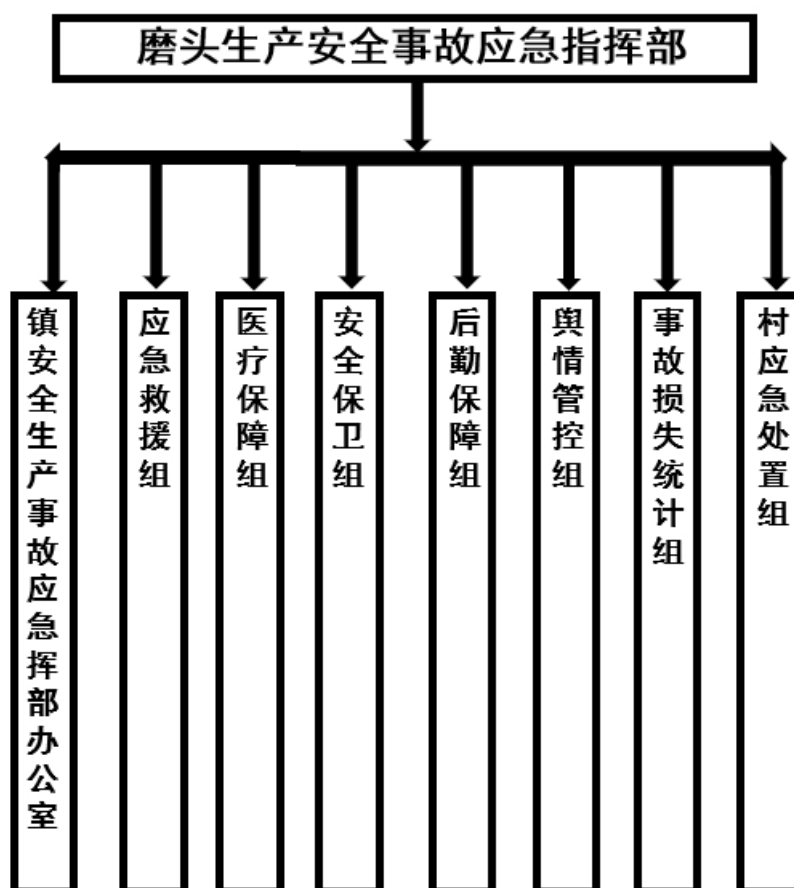 磨头生产安全事故应急指挥部
镇安全生产事故应急挥部办公室
应急救援组
医疗保障组
安全保卫组
后勤保障组
舆情管控组
事故损失统计组
村应急处置组